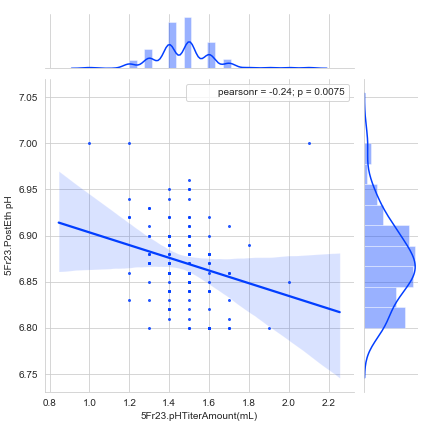 pearsonr = -0.24; p = 0.0075
7.05
7.00
6.95
6.90
6.85
6.80
6.75
5Fr23.PostEth pH
0.8 1.0 1.2 1.4 1.6 1.8 2.0 2.2
5Fr23.pHTiterAmount(mL)